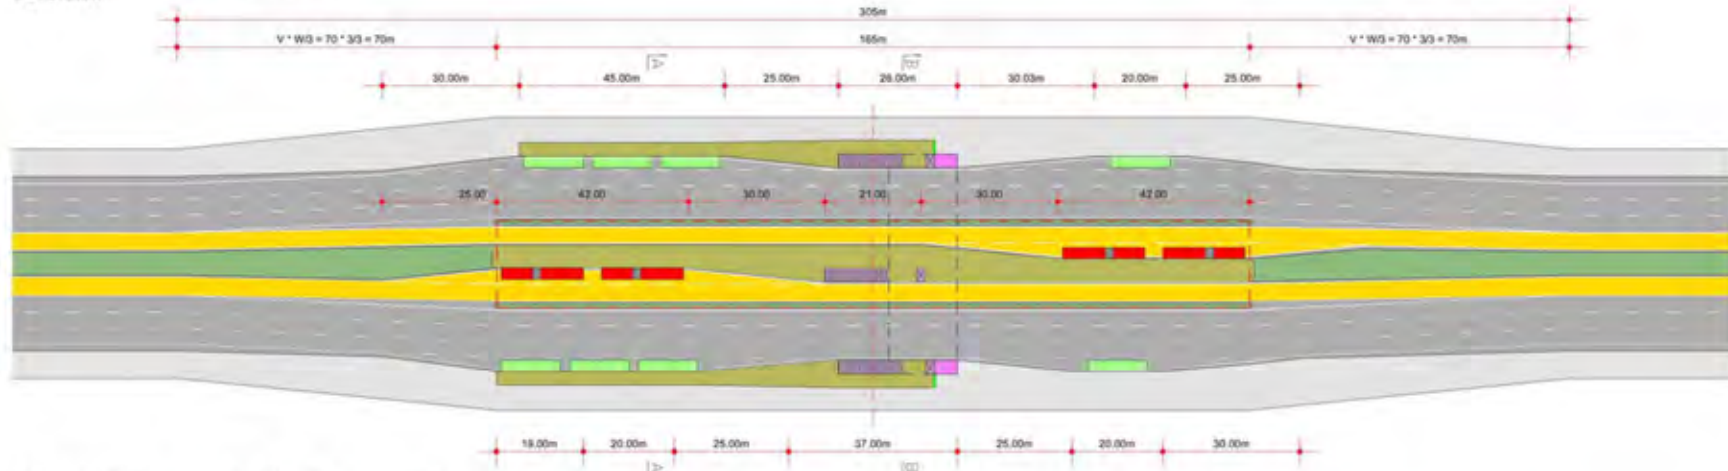 305m
V * W/3 = 70 * 3/3 = 70m 165m V * W/3 = 70 * 3/3 = 70m
A B
30.00m 45.00m 25.00m 26.00m 30.03m 20.00m 25.00m
25.00 42.00 30.00 21.00 30.00 42.00
19.00m 20.00m 25.00m 37.00m 25.00m 20.00m 30.00m
A B